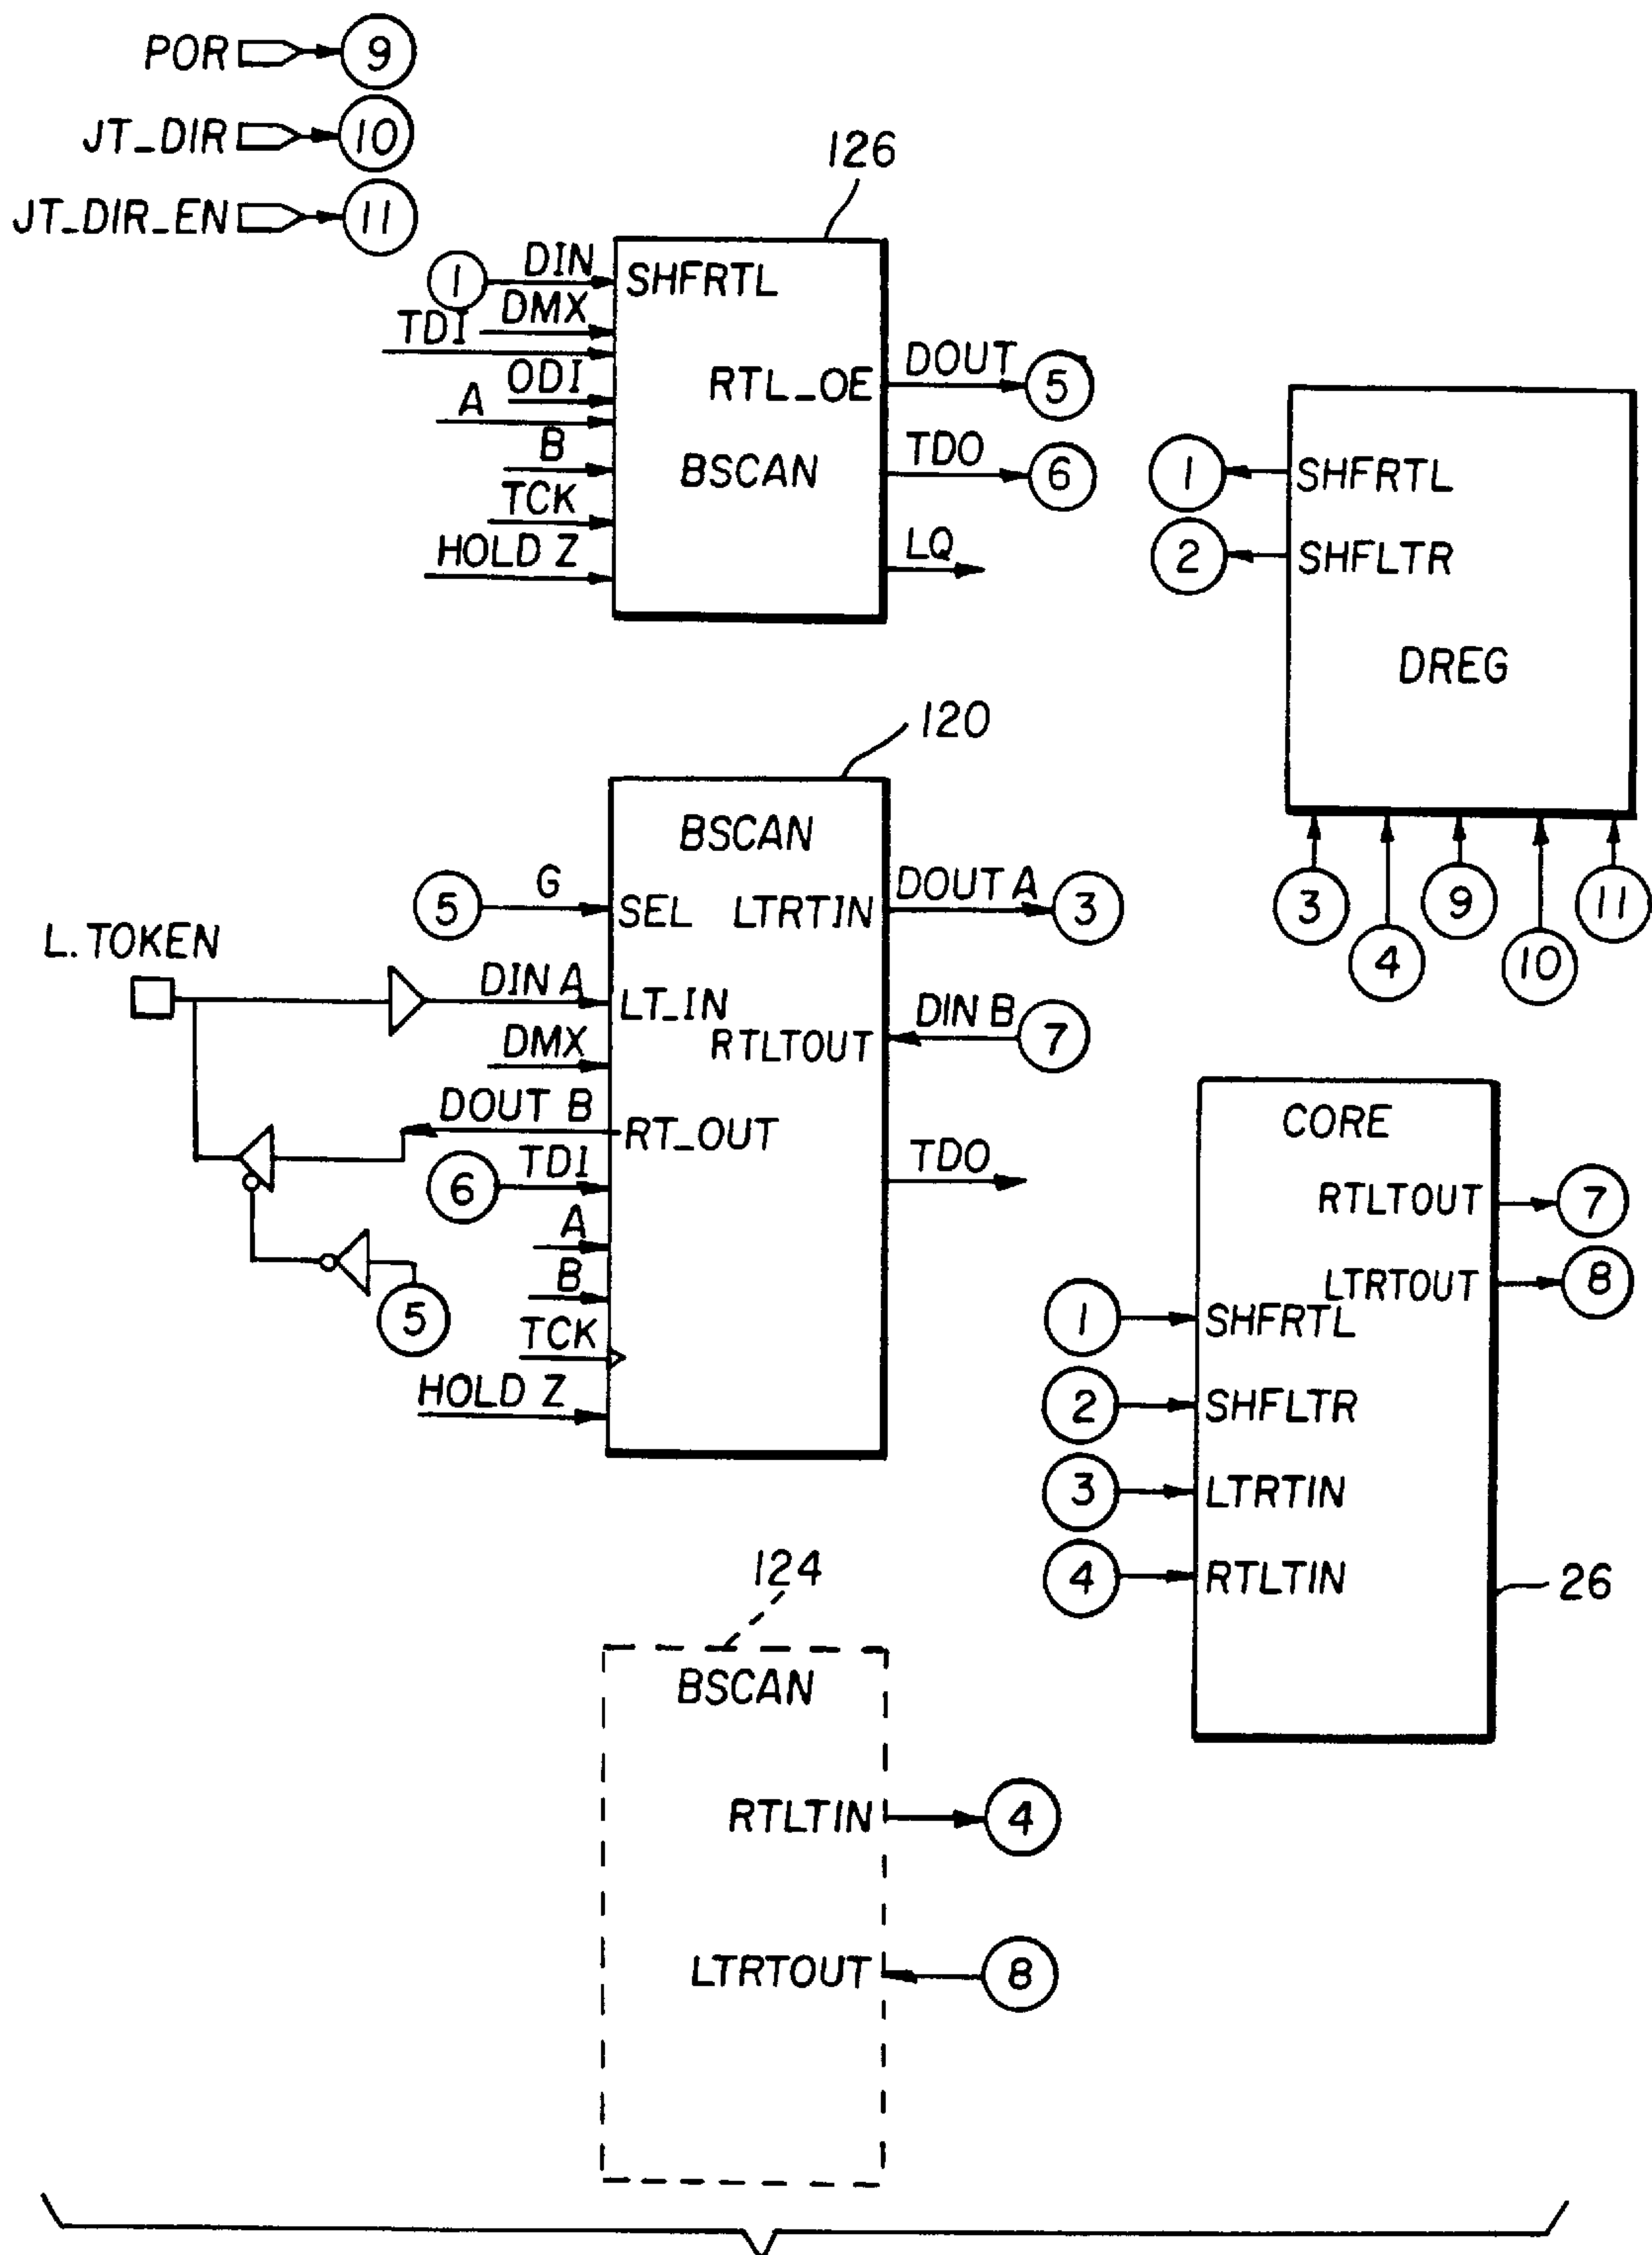 POR 9
JT_DIR 10
JT_DIR_EN 11
126
1 DIN SHFRTL
DMX
TDI
ODI
A
B
TCK
HOLD Z
RTL_OE DOUT 5
BSCAN TDO 6
LQ
1 SHFRTL
2 SHFLTR
DREG
3 4 9 10 11
120
BSCAN
5 G SEL LTRTIN DOUT A 3
L.TOKEN
DIN A LT_IN
RTLTOUT DIN B 7
DMX
DOUT B RT_OUT
6 TDI
TDO
A
B
5
TCK
HOLD Z
CORE
RTLTOUT 7
LTRTOUT 8
1 SHFRTL
2 SHFLTR
3 LTRTIN
4 RTLTIN
26
124
BSCAN
RTLTIN 4
LTRTOUT 8